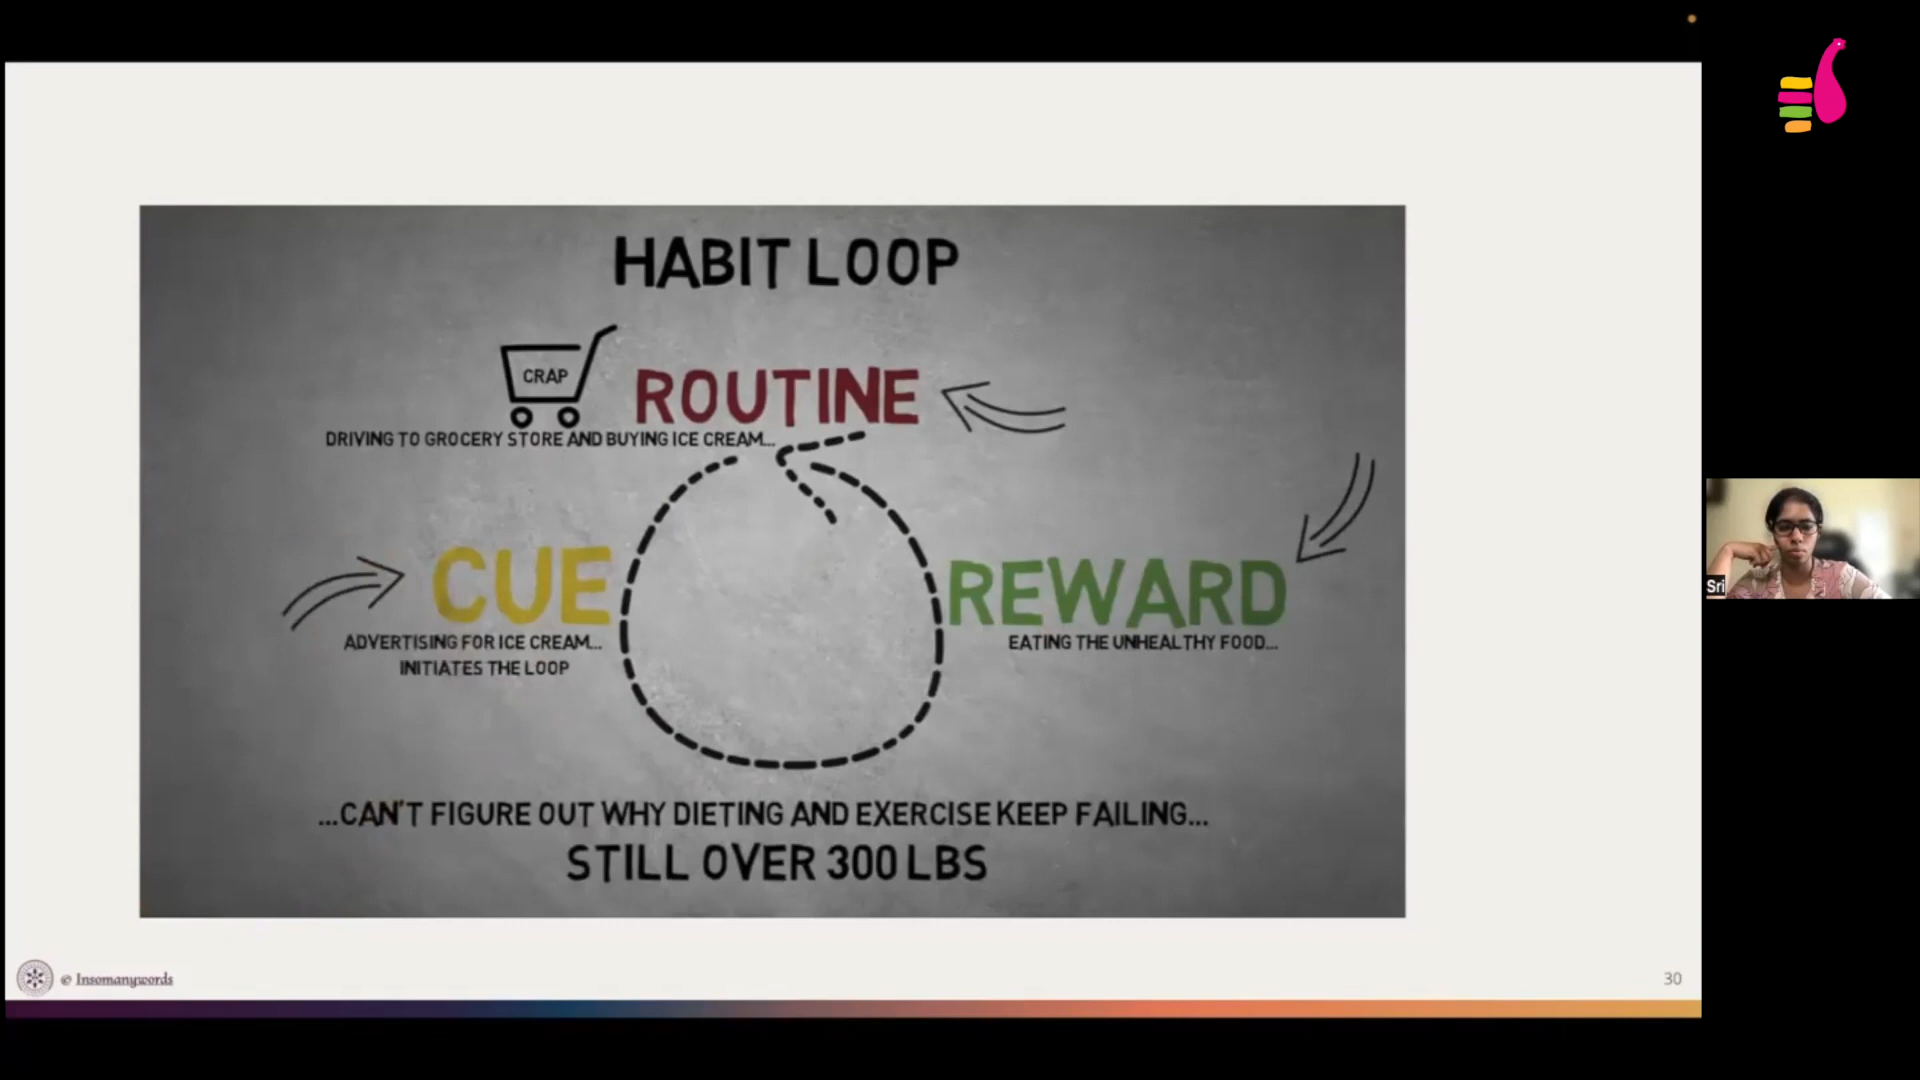 HABIT LOOP
CRAP
ROUTINE
DRIVING TO GROCERY STORE AND BUYING ICE CREAM...
CUE
ADVERTISING FOR ICE CREAM...
INITIATES THE LOOP
REWARD
EATING THE UNHEALTHY FOOD...
...CAN'T FIGURE OUT WHY DIETING AND EXERCISE KEEP FAILING...
STILL OVER 300 LBS
© Insomanywords
30
Sri